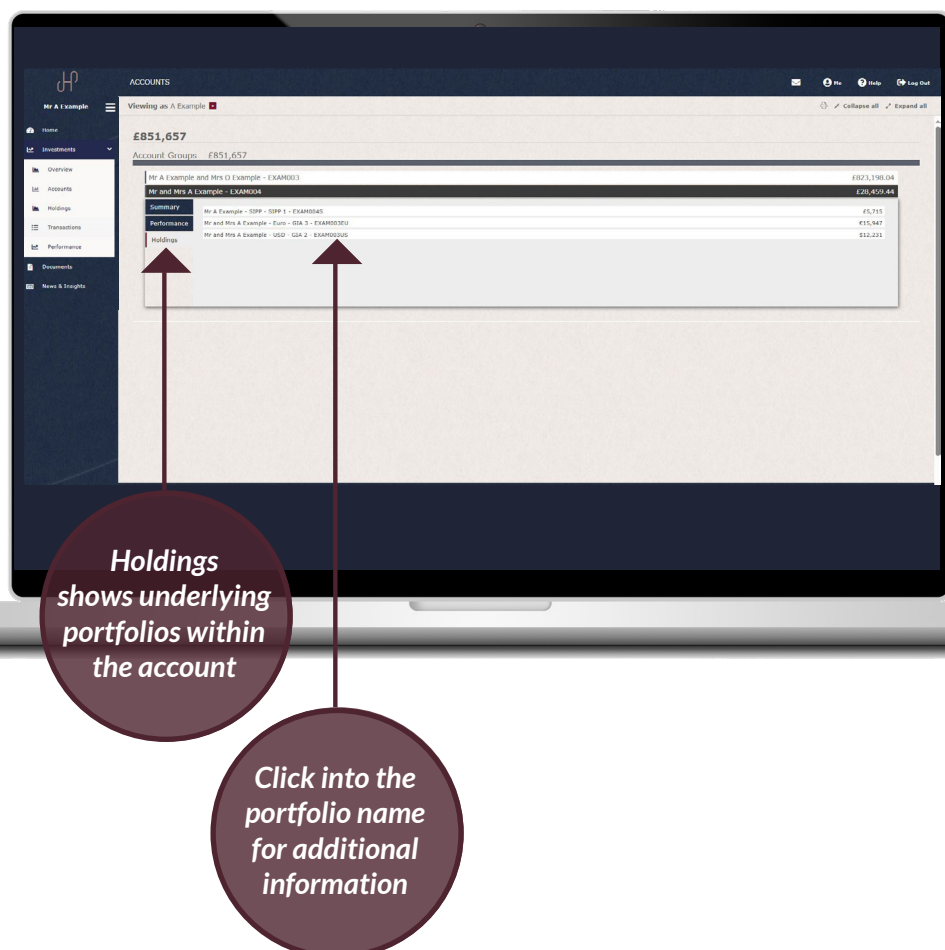 ACCOUNTS
Me
Help
Log Out
Mr A Example
Viewing as A Example
Collapse all
Expand all
Home
Investments
Overview
Accounts
Holdings
Transactions
Performance
Documents
News & Insights
£851,657
Account Groups £851,657
Mr A Example and Mrs O Example - EXAM003 £823,198.04
Mr and Mrs A Example - EXAM004 £28,459.44
Summary
Performance
Holdings
Mr A Example - SIPP - SIPP 1 - EXAM004S £5,715
Mr and Mrs A Example - Euro - GIA 3 - EXAM003EU €15,947
Mr and Mrs A Example - USD - GIA 2 - EXAM003US $12,231
Holdings
shows underlying
portfolios within
the account
Click into the
portfolio name
for additional
information